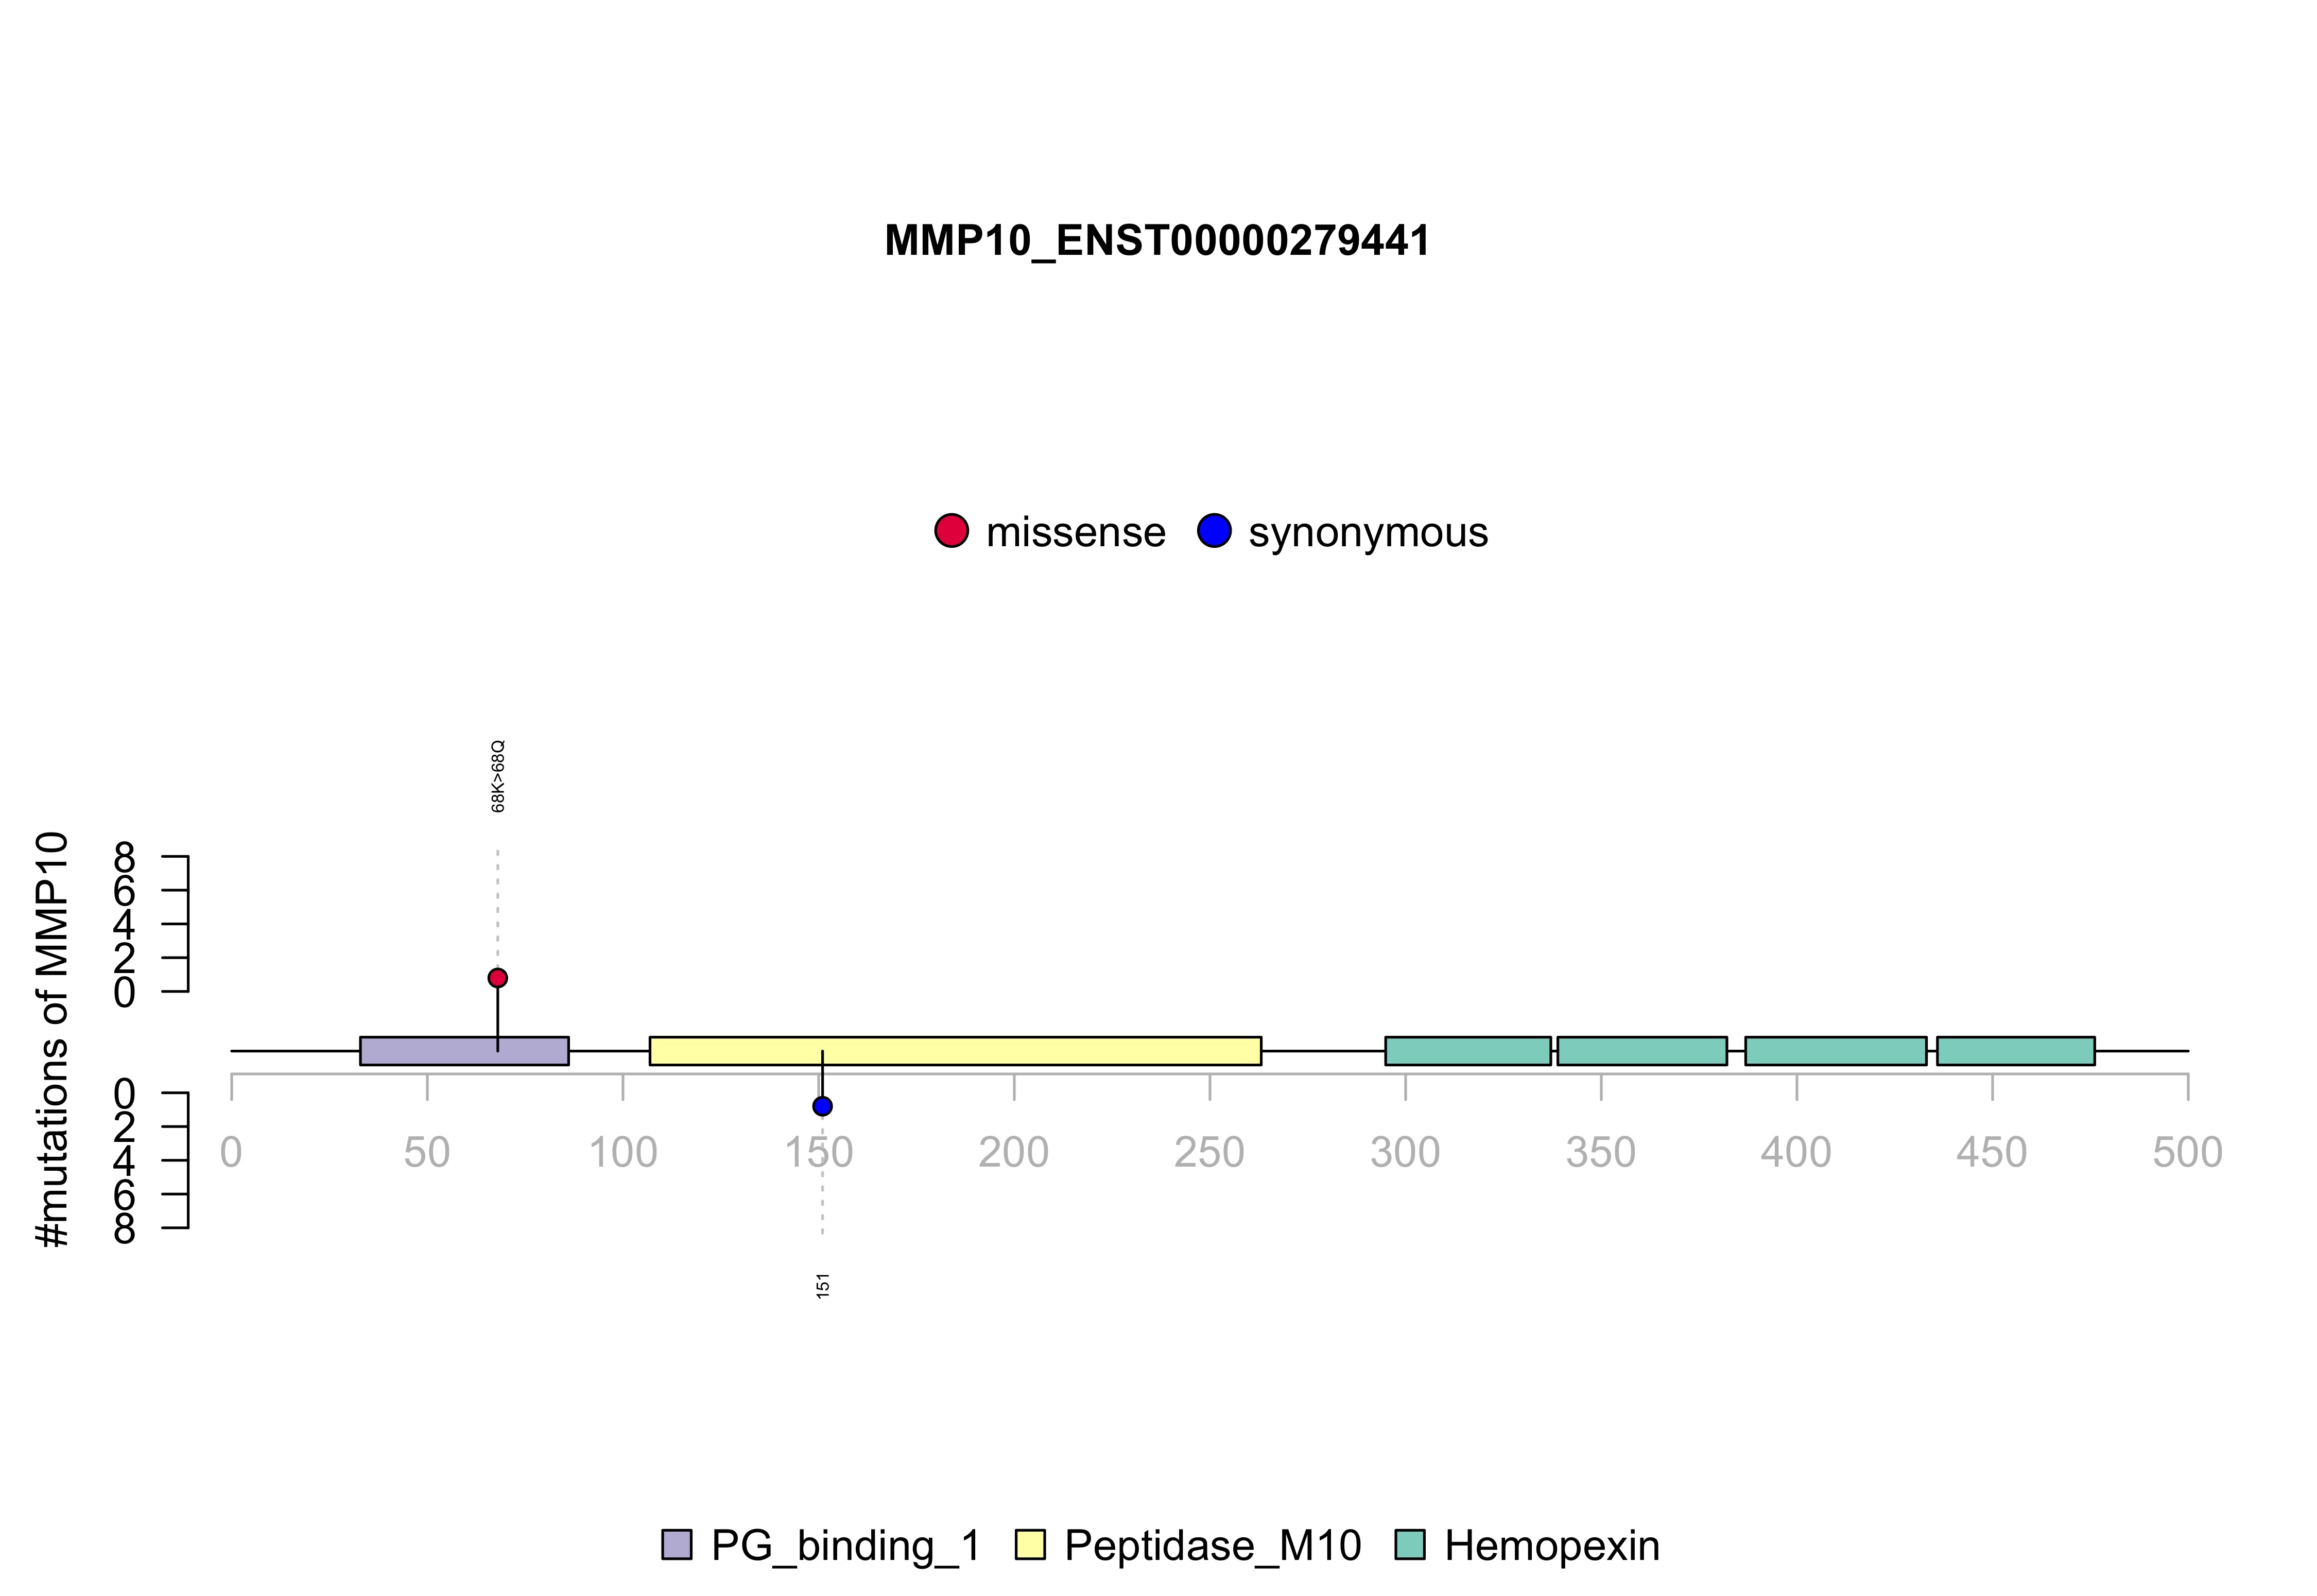 MMP10_ENST00000279441
missense synonymous
68K>68Q
#mutations of MMP10
8
6
4
2
0
0
2
4
6
8
0 50 100 150 200 250 300 350 400 450 500
151
PG_binding_1 Peptidase_M10 Hemopexin